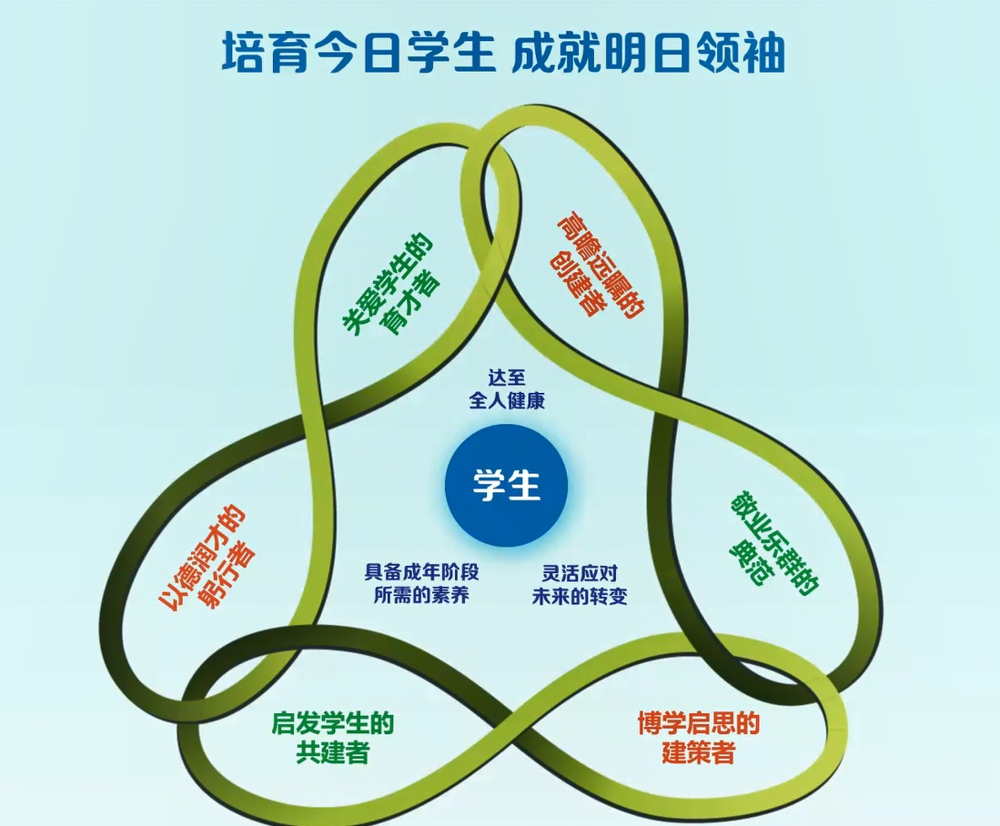 培育今日学生 成就明日领袖
关爱学生的
育才者
高瞻远瞩的
创建者
达至
全人健康
学生
以德润才的
躬行者
敬业乐群的
典范
具备成年阶段
所需的素养
灵活应对
未来的转变
启发学生的
共建者
博学启思的
建策者